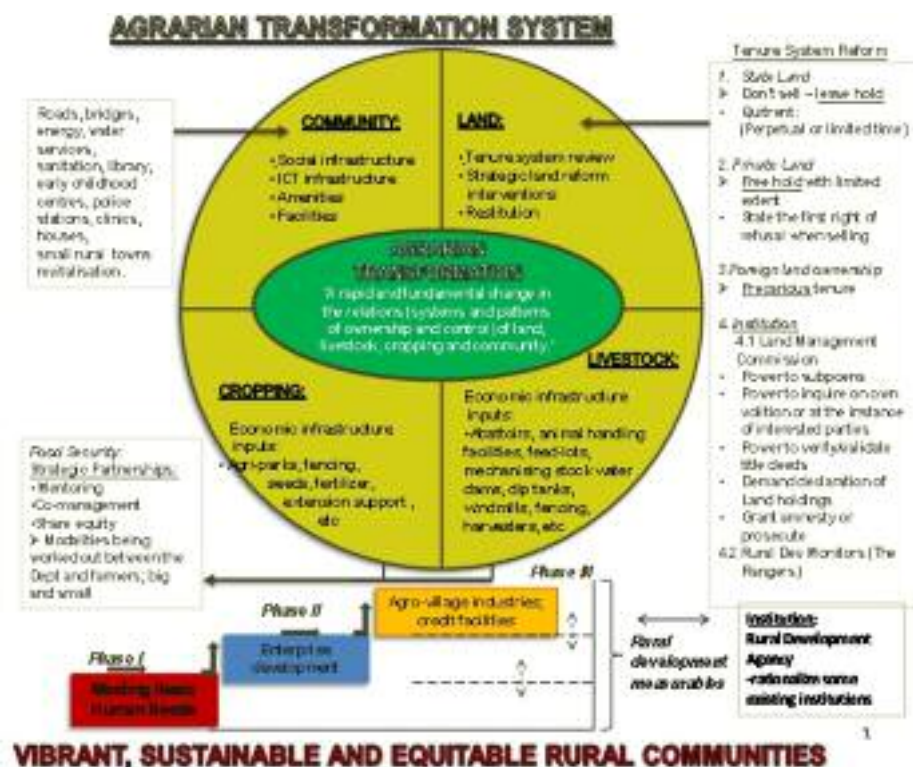 AGRARIAN TRANSFORMATION SYSTEM
Roads, bridges,
energy, water
services,
sanitation, library,
early childhood
centres, police
stations, clinics,
houses,
small rural towns
revitalisation.
COMMUNITY:
•Social infrastructure
•ICT infrastructure
•Amenities
•Facilities
LAND:
•Tenure system review
•Strategic land reform
interventions
•Restitution
AGRARIAN
TRANSFORMATION
"A rapid and fundamental change in
the relations (systems and patterns
of ownership and control) of land,
livestock, cropping and community."
CROPPING:
Economic infrastructure
inputs:
•Agri-parks, fencing,
seeds, fertilizer,
extension support,
etc
LIVESTOCK:
Economic infrastructure
inputs:
•Abattoirs, animal handling
facilities, feed-lots,
mechanising stock water
dams, dip tanks,
windmills, fencing,
harvesters, etc
Tenure System Reform
1. State Land
➤ Don't sell – lease hold
- Quitrent:
(Perpetual or limited time)
2. Private Land
➤ Free hold with limited
extent
- State the first right of
refusal when selling
3.Foreign land ownership
➤ Precarious tenure
4. Institution
4.1 Land Management
Commission
- Power to subpoena
- Power to inquire on own
volition or at the instance
of interested parties
- Power to verify/validate
title deeds
- Demand declaration of
Land holdings
- Grant amnesty or
prosecute
4.2 Rural Dev Monitors (The
Rangers)
Food Security:
Strategic Partnerships:
•Mentoring
•Co-management
•Share equity
➤ Modalities being
worked out between the
Dept and farmers; big
and small
Phase I
Meeting Basic
Human Needs
Phase II
Enterprise
development
Phase III
Agro-village industries;
credit facilities
Rural
development
measurables
Institution:
Rural Development
Agency
-rationalize some
existing institutions
1
VIBRANT, SUSTAINABLE AND EQUITABLE RURAL COMMUNITIES